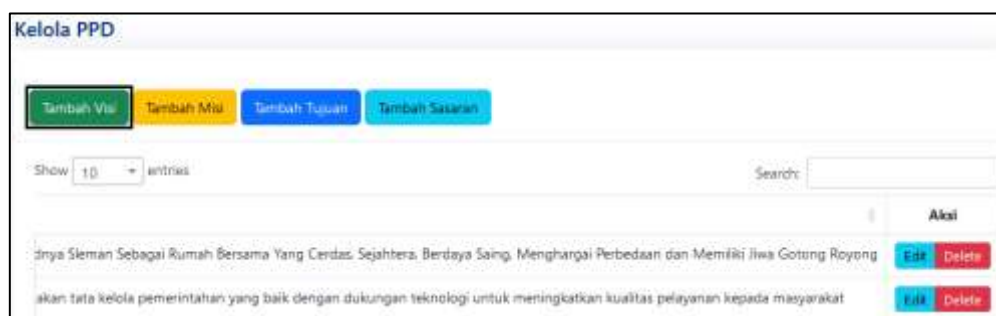 Kelola PPD
Tambah Visi Tambah Misi Tambah Tujuan Tambah Sasaran
Show 10 entries Search:
Aksi
dnya Sleman Sebagai Rumah Bersama Yang Cerdas, Sejahtera, Berdaya Saing, Menghargai Perbedaan dan Memiliki Jiwa Gotong Royong Edit Delete
akan tata kelola pemerintahan yang baik dengan dukungan teknologi untuk meningkatkan kualitas pelayanan kepada masyarakat Edit Delete